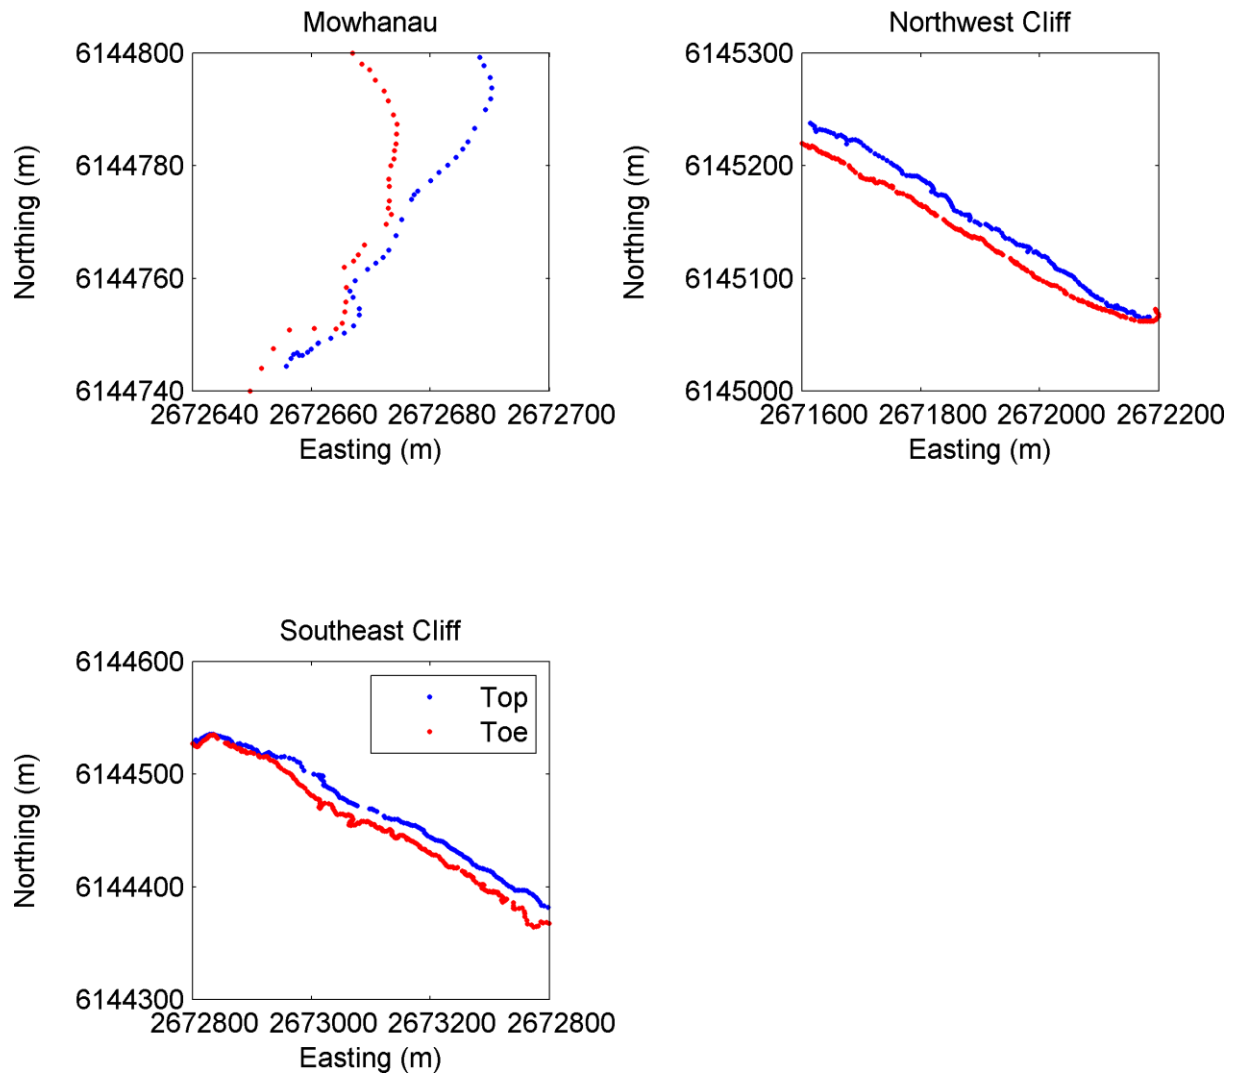 Mowhanau
6144800
6144780
6144760
6144740
Northing (m)
2672640 2672660 2672680 2672700
Easting (m)
Northwest Cliff
6145300
6145200
6145100
6145000
Northing (m)
2671600 2671800 2672000 2672200
Easting (m)
Southeast Cliff
6144600
6144500
6144400
6144300
Northing (m)
Top
Toe
2672800 2673000 2673200 2672800
Easting (m)